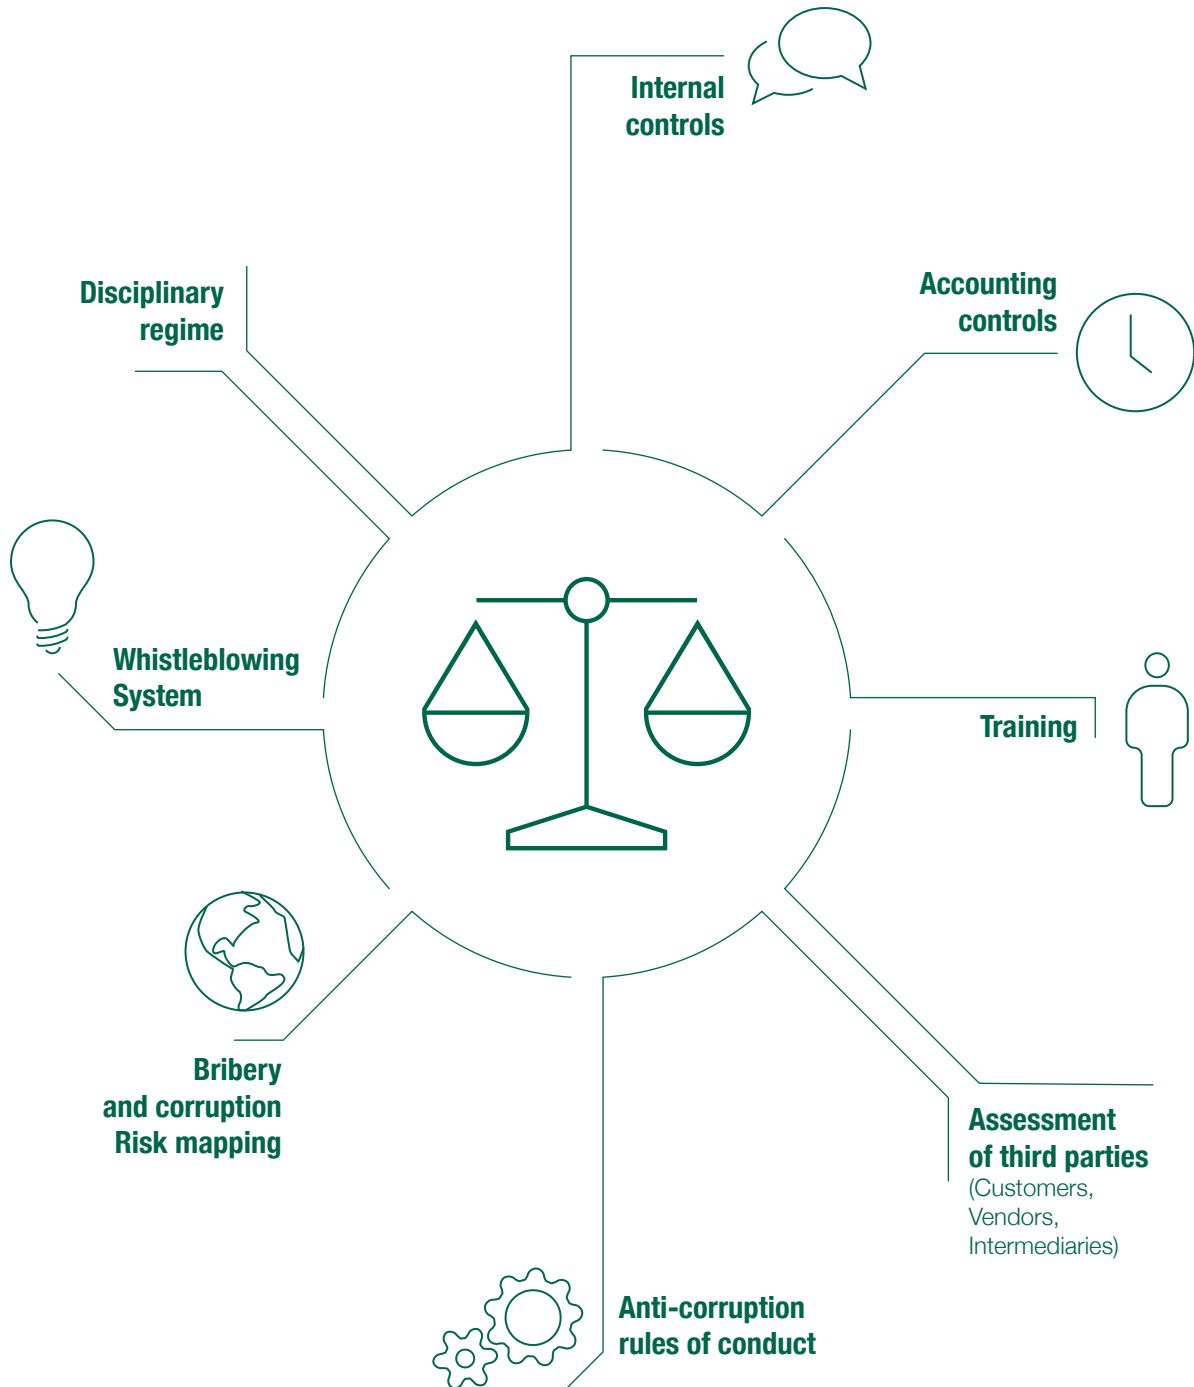 Internal
controls
Accounting
controls
Disciplinary
regime
Whistleblowing
System
Training
Bribery
and corruption
Risk mapping
Assessment
of third parties
(Customers,
Vendors,
Intermediaries)
Anti-corruption
rules of conduct